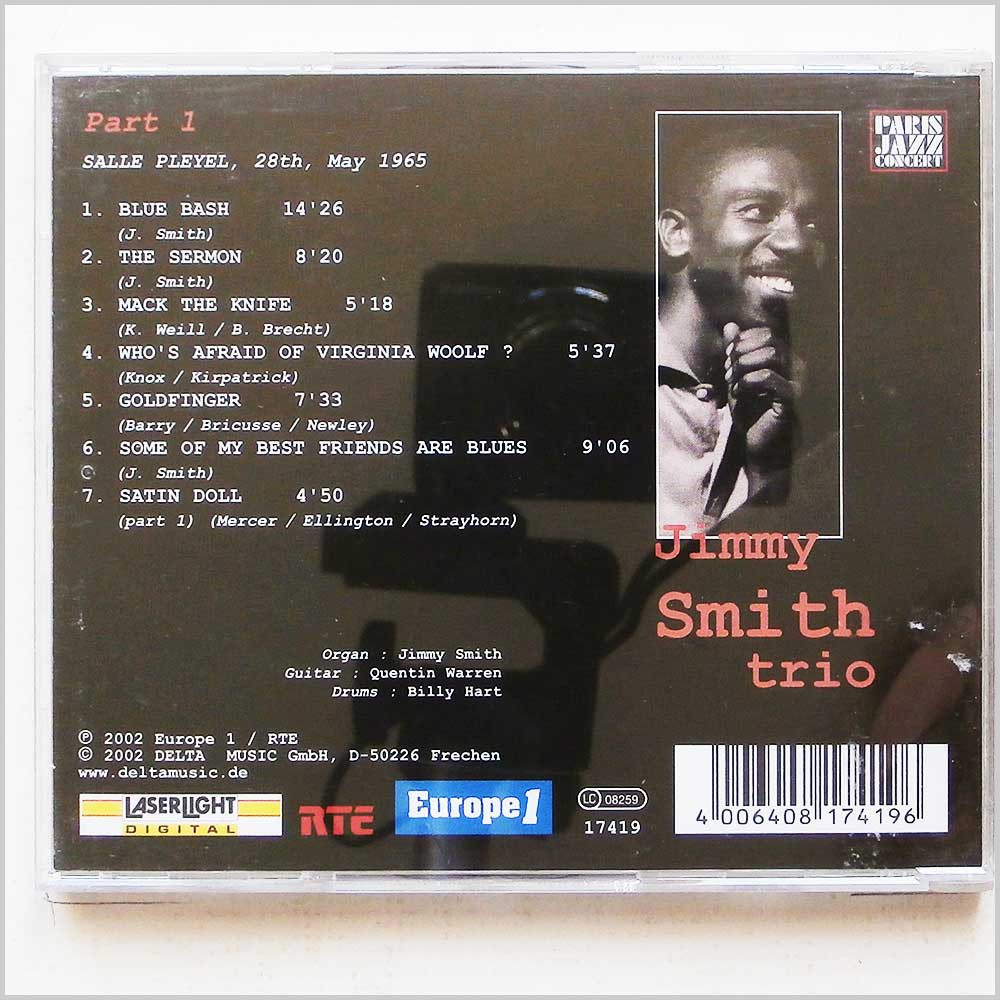 Part 1
SALLE PLEYEL, 28th, May 1965
1. BLUE BASH 14'26
(J. Smith)
2. THE SERMON 8'20
(J. Smith)
3. MACK THE KNIFE 5'18
(K. Weill / B. Brecht)
4. WHO'S AFRAID OF VIRGINIA WOOLF ? 5'37
(Knox / Kirpatrick)
5. GOLDFINGER 7'33
(Barry / Bricusse / Newley)
6. SOME OF MY BEST FRIENDS ARE BLUES 9'06
(J. Smith)
7. SATIN DOLL 4'50
(part 1) (Mercer / Ellington / Strayhorn)
PARIS
JAZZ
CONCERT
Jimmy
Smith
trio
Organ : Jimmy Smith
Guitar : Quentin Warren
Drums : Billy Hart
℗ 2002 Europe 1 / RTE
© 2002 DELTA MUSIC GmbH, D-50226 Frechen
www.deltamusic.de
LASERLIGHT
DIGITAL
RTE
Europe 1
LC 08259
17419
4 006408 174196